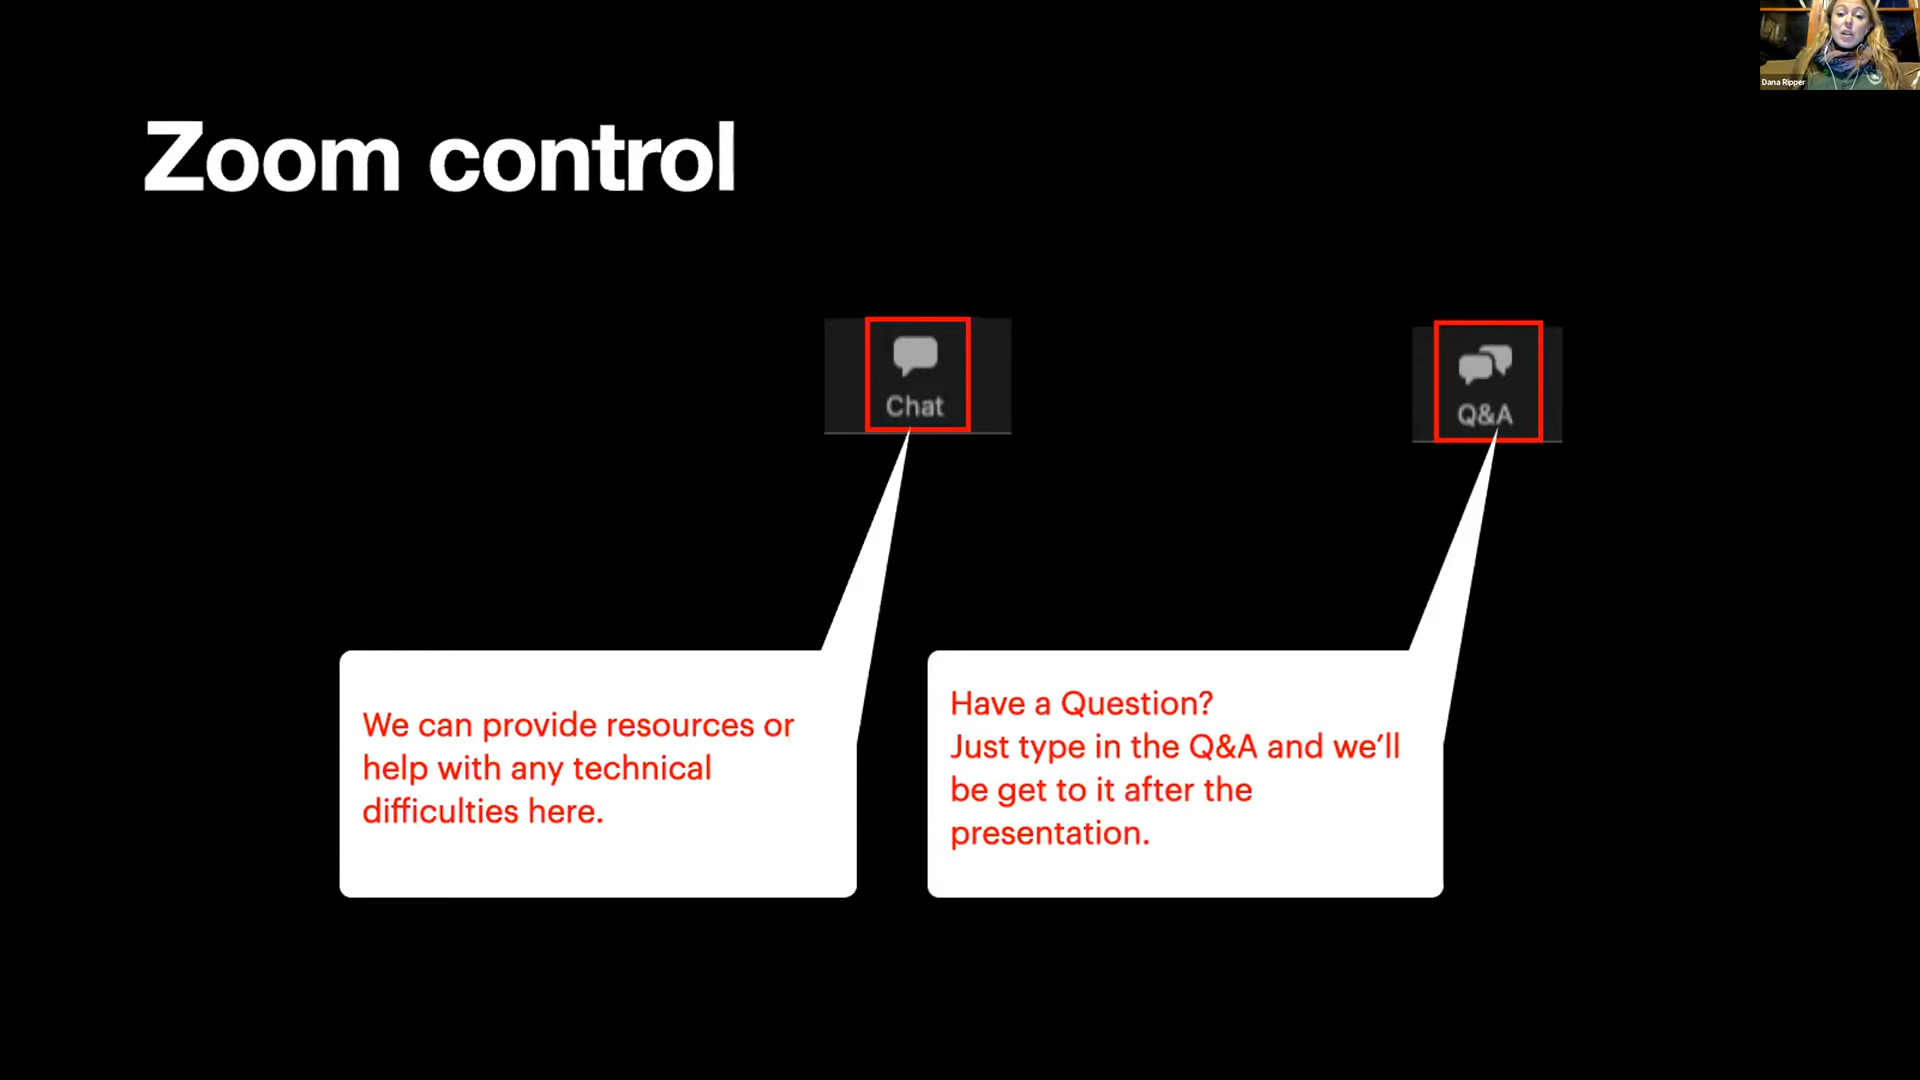 Dana Ripper
Zoom control
Chat
Q&A
We can provide resources or
help with any technical
difficulties here.
Have a Question?
Just type in the Q&A and we’ll
be get to it after the
presentation.